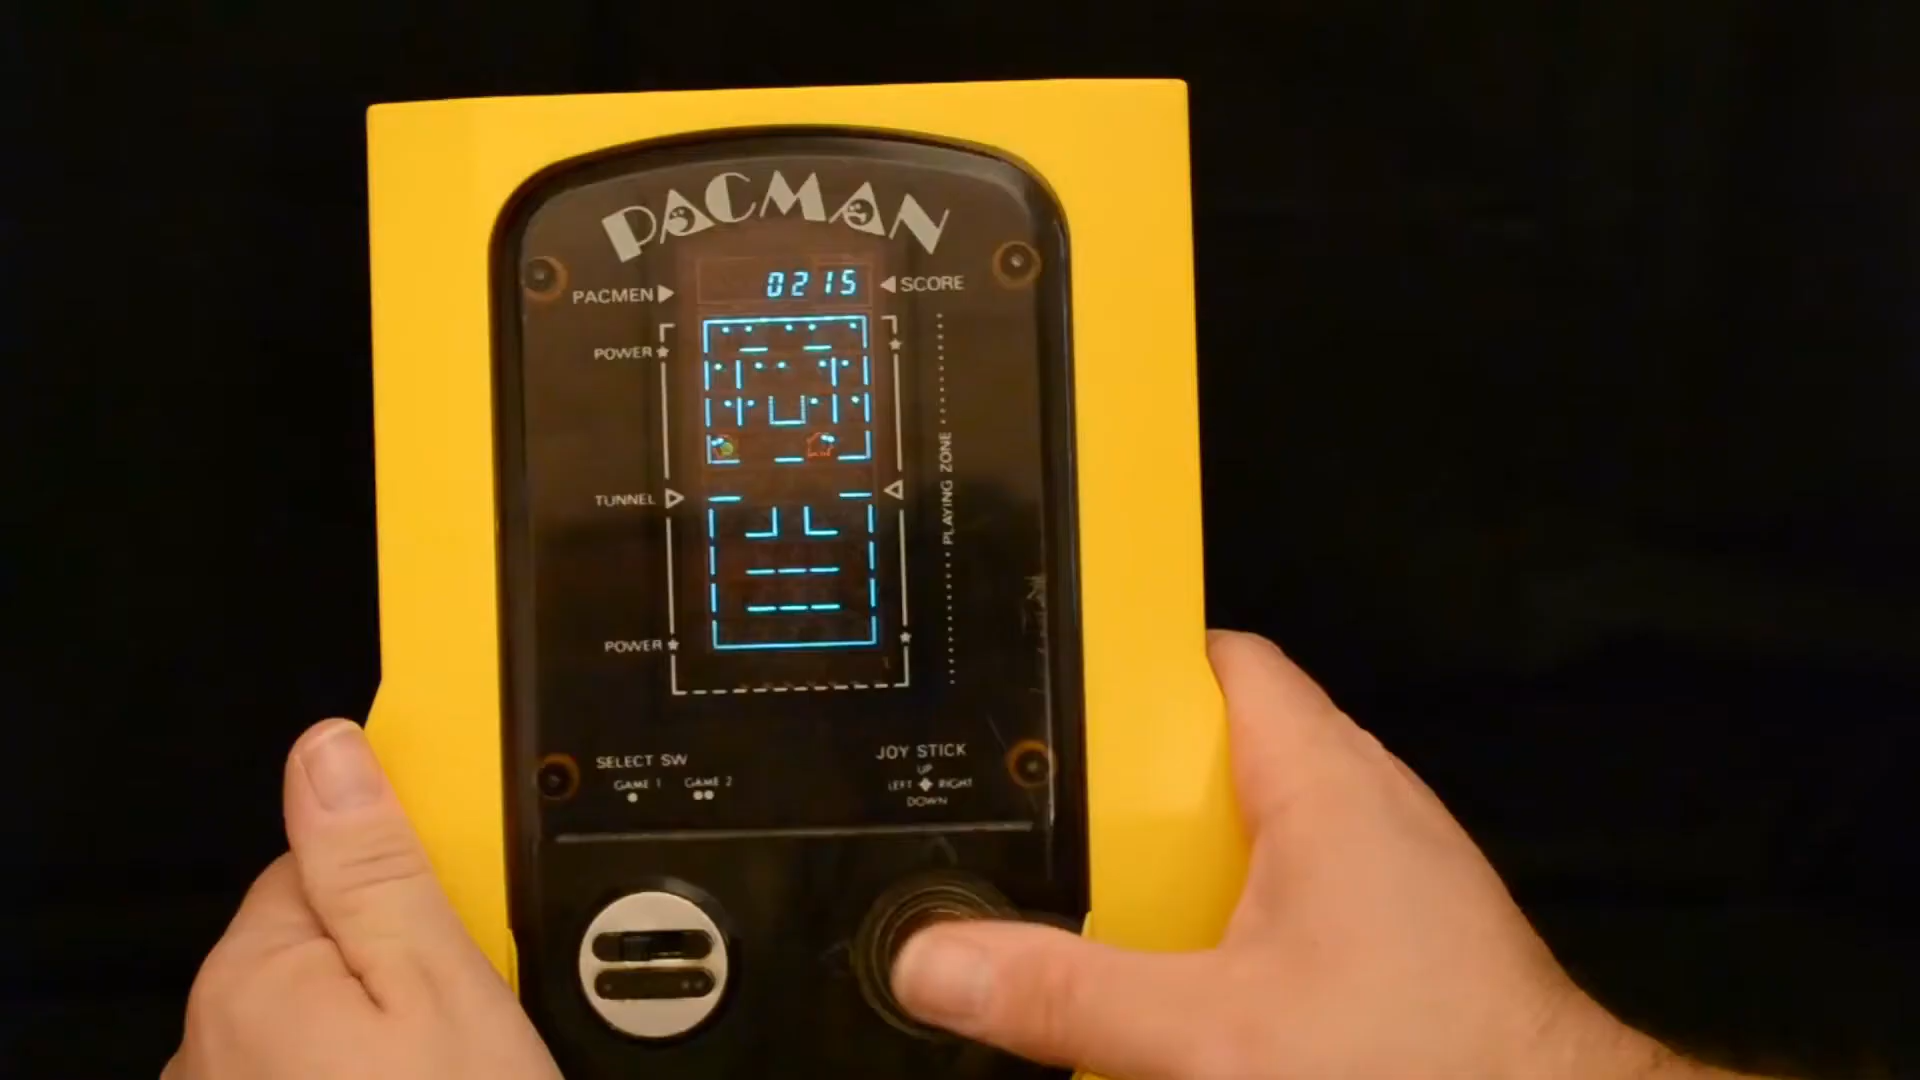 PACMAN
0215
PACMEN
SCORE
POWER
TUNNEL
PLAYING ZONE
POWER
SELECT SW
GAME 1 GAME 2
JOY STICK
UP
LEFT RIGHT
DOWN